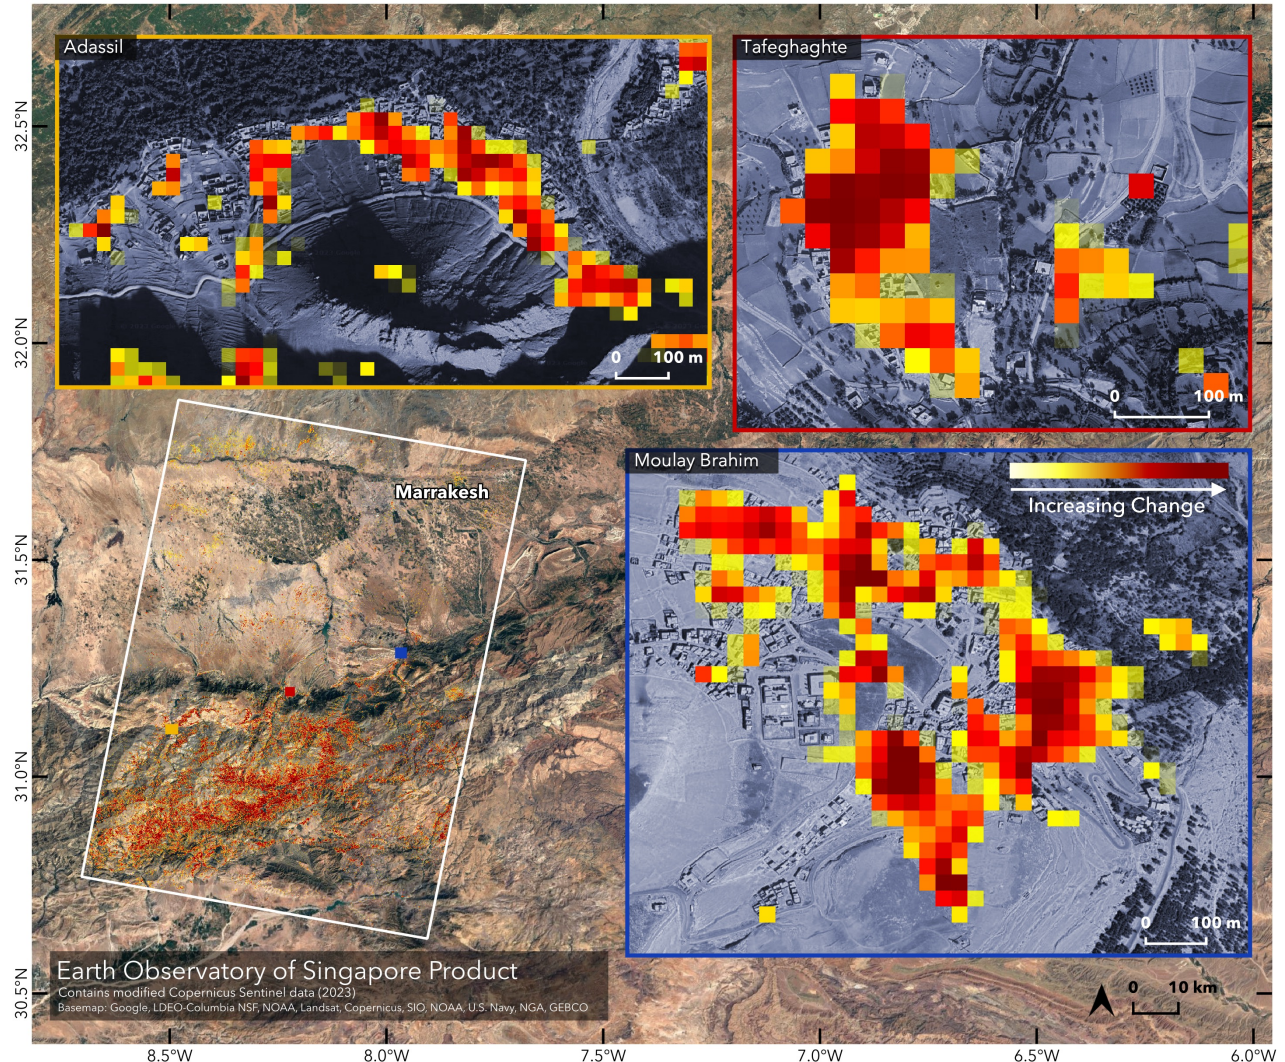 Adassil
Tafeghaghte
32.5°N
32.0°N
31.5°N
31.0°N
30.5°N
0 100 m
0 100 m
Moulay Brahim
Increasing Change
Marrakesh
0 100 m
Earth Observatory of Singapore Product
Contains modified Copernicus Sentinel data (2023)
Basemap: Google, LDEO-Columbia NSF, NOAA, Landsat, Copernicus, SIO, NOAA, U.S. Navy, NGA, GEBCO
0 10 km
8.5°W 8.0°W 7.5°W 7.0°W 6.5°W 6.0°W